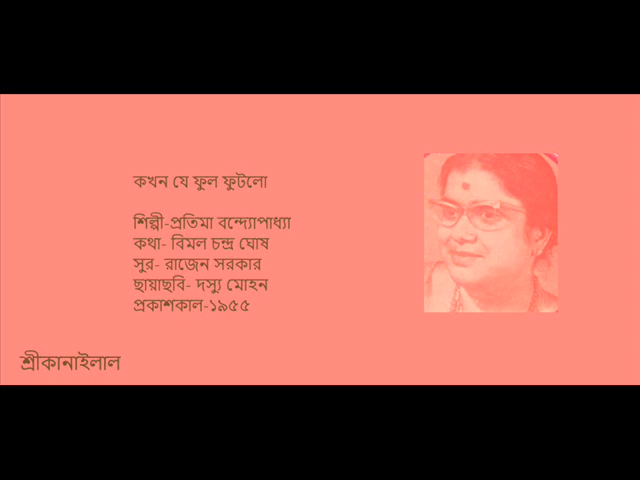 কখন যে ফুল ফুটলো
শিল্পী-প্রতিমা বন্দ্যোপাধ্যা
কথা- বিমল চন্দ্র ঘোষ
সুর- রাজেন সরকার
ছায়াছবি- দস্যু মোহন
প্রকাশকাল-১৯৫৫
শ্রীকানাইলাল